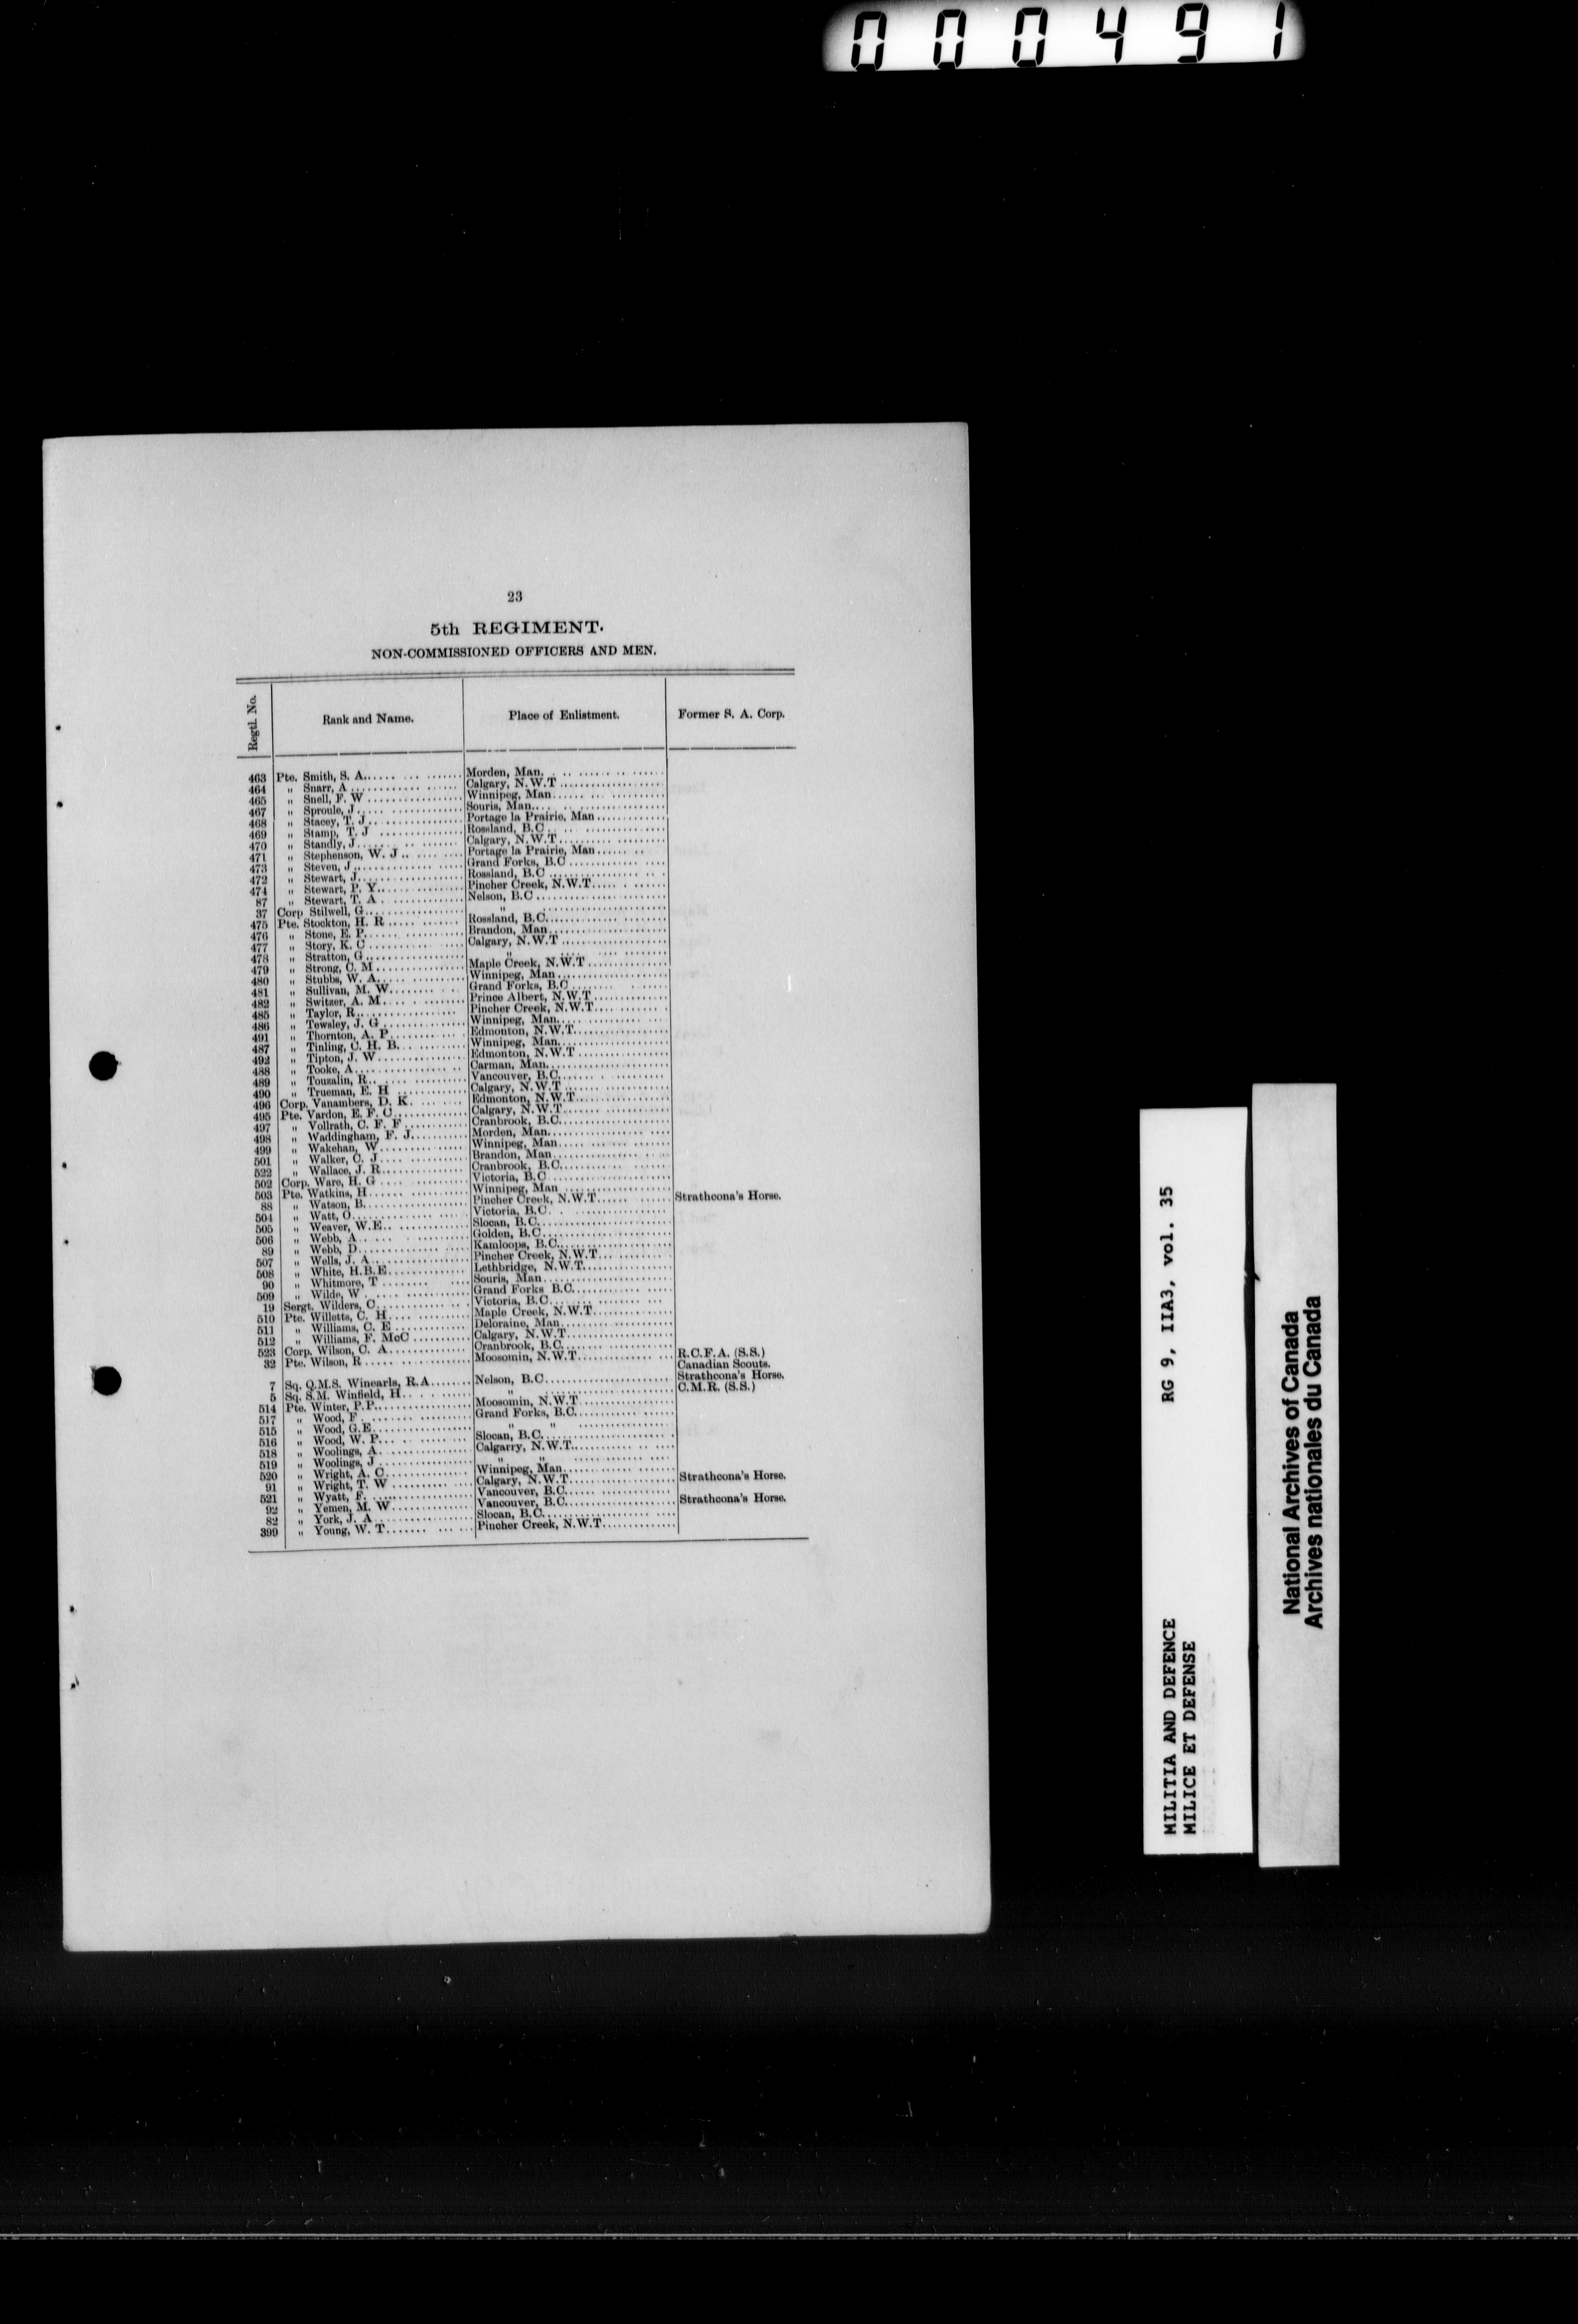 000491
23
5th REGIMENT.
NON-COMMISSIONED OFFICERS AND MEN.
Regtl. No. Rank and Name. Place of Enlistment. Former S. A. Corp.
463 Pte. Smith, S. A. Morden, Man.
464 " Snarr, A Calgary, N.W.T
465 " Snell, F. W Winnipeg, Man
467 " Sproule, J Souris, Man
468 " Stacey, T. J Portage la Prairie, Man
469 " Stamp, T. J Rossland, B.C
470 " Standly, J Calgary, N.W.T
471 " Stephenson, W. J Portage la Prairie, Man
473 " Steven, J Grand Forks, B.C
472 " Stewart, J Rossland, B.C
474 " Stewart, P. Y. Pincher Creek, N.W.T
87 " Stewart, T. A Nelson, B.C
37 Corp Stilwell, G "
475 Pte. Stockton, H. R Rossland, B.C
476 " Stone, E. P. Brandon, Man
477 " Story, K. C Calgary, N.W.T
478 " Stratton, G "
479 " Strong, C. M Maple Creek, N.W.T
480 " Stubbs, W. A. Winnipeg, Man
481 " Sullivan, M. W Grand Forks, B.C
482 " Switzer, A. M Prince Albert, N.W.T
485 " Taylor, R Pincher Creek, N.W.T
486 " Towsley, J. G Winnipeg, Man
491 " Thornton, A. P Edmonton, N.W.T
487 " Tinling, C. H. B. Winnipeg, Man
492 " Tipton, J. W Edmonton, N.W.T
488 " Tooke, A Carman, Man
489 " Touzalin, R. Vancouver, B.C
490 " Trueman, E. H Calgary, N.W.T
496 Corp. Vanambers, D. K Edmonton, N.W.T
495 Pte. Vardon, E. F. C Calgary, N.W.T
497 " Vollrath, C. F. F Cranbrook, B.C
498 " Waddingham, F. J. Morden, Man
499 " Wakehan, W Winnipeg, Man
501 " Walker, C. J Brandon, Man
522 " Wallace, J. R Cranbrook, B.C
502 Corp. Ware, H. G Victoria, B.C
503 Pte. Watkins, H Winnipeg, Man
88 " Watson, B Pincher Creek, N.W.T Strathcona's Horse.
504 " Watt, O Victoria, B.C
505 " Weaver, W.E. Slocan, B.C
506 " Webb, A Golden, B.C
89 " Webb, D Kamloops, B.C
507 " Wells, J. A Pincher Creek, N.W.T
508 " White, H.B.E Lethbridge, N.W.T
90 " Whitmore, T Souris, Man
509 " Wilde, W Grand Forks B.C
19 Sergt. Wilders, C Victoria, B.C
510 Pte. Willetts, C. H Maple Creek, N.W.T
511 " Williams, C. E Deloraine, Man
512 " Williams, F. McC Calgary, N.W.T
523 Corp. Wilson, C. A Cranbrook, B.C
32 Pte. Wilson, R Moosomin, N.W.T R.C.F.A. (S.S.)
Canadian Scouts.
7 Sq. Q.M.S. Winearls, R.A Nelson, B.C Strathcona's Horse.
5 Sq. S.M. Winfield, H " C.M.R. (S.S.)
514 Pte. Winter, P.P. Moosomin, N.W.T
517 " Wood, F Grand Forks, B.C
515 " Wood, G.E " "
516 " Wood, W. P Slocan, B.C
518 " Woolings, A Calgarry, N.W.T
519 " Woolings, J " "
520 " Wright, A. C Winnipeg, Man
91 " Wright, T. W Calgary, N.W.T Strathcona's Horse.
521 " Wyatt, F. Vancouver, B.C
92 " Yemen, M. W Vancouver, B.C Strathcona's Horse.
82 " York, J. A Slocan, B.C
399 " Young, W. T Pincher Creek, N.W.T
MILITIA AND DEFENCE RG 9, IIA3, vol. 35
MILICE ET DEFENSE
National Archives of Canada
Archives nationales du Canada